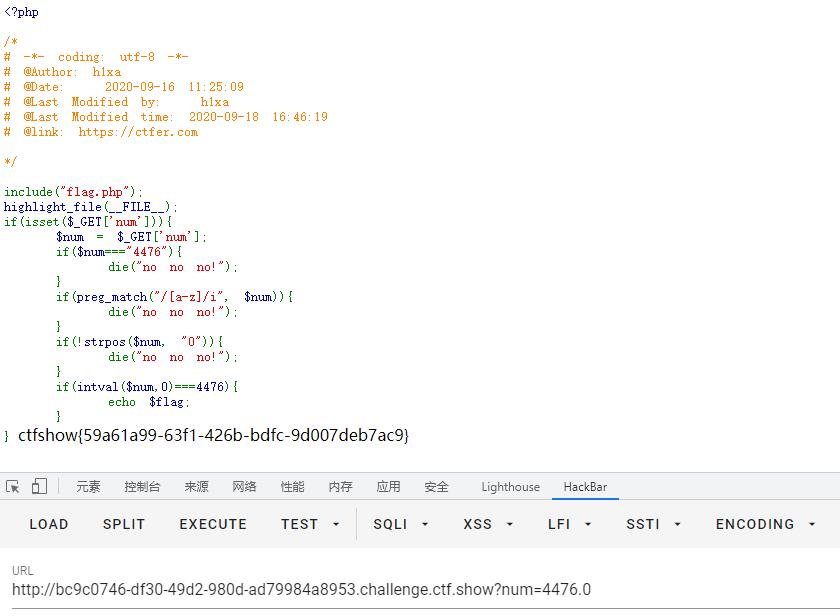 <?php
/*
# -*- coding: utf-8 -*-
# @Author: h1xa
# @Date: 2020-09-16 11:25:09
# @Last Modified by: h1xa
# @Last Modified time: 2020-09-18 16:46:19
# @link: https://ctfer.com
*/
include("flag.php");
highlight_file(__FILE__);
if(isset($_GET['num'])){
$num = $_GET['num'];
if($num==="4476"){
die("no no no!");
}
if(preg_match("/[a-z]/i", $num)){
die("no no no!");
}
if(!strpos($num, "0")){
die("no no no!");
}
if(intval($num,0)===4476){
echo $flag;
}
} ctfshow{59a61a99-63f1-426b-bdfc-9d007deb7ac9}
元素 控制台 来源 网络 性能 内存 应用 安全 Lighthouse HackBar
LOAD SPLIT EXECUTE TEST SQLI XSS LFI SSTI ENCODING
URL
http://bc9c0746-df30-49d2-980d-ad79984a8953.challenge.ctf.show?num=4476.0